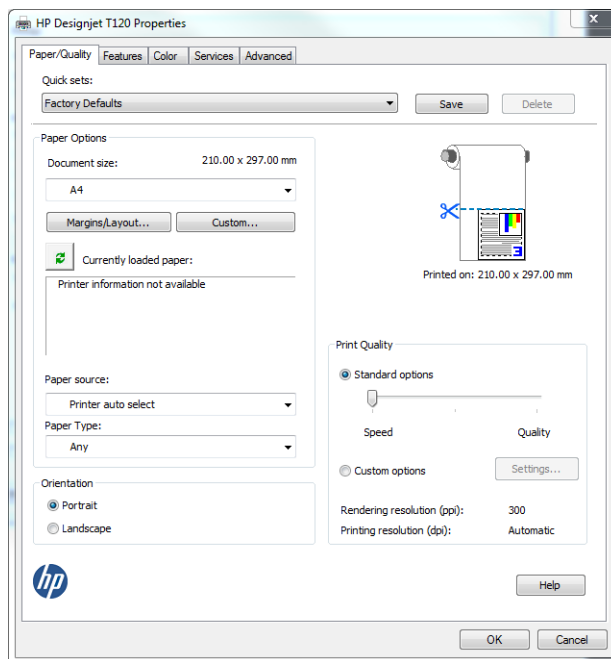 HP Designjet T120 Properties
x
Paper/Quality Features Color Services Advanced
Quick sets:
Factory Defaults
Save
Delete
Paper Options
Document size: 210.00 x 297.00 mm
A4
Margins/Layout... Custom...
Currently loaded paper:
Printer information not available
Paper source:
Printer auto select
Paper Type:
Any
Orientation
Portrait
Landscape
3
Printed on: 210.00 x 297.00 mm
Print Quality
Standard options
Speed Quality
Custom options Settings...
Rendering resolution (ppi): 300
Printing resolution (dpi): Automatic
hp
Help
OK Cancel